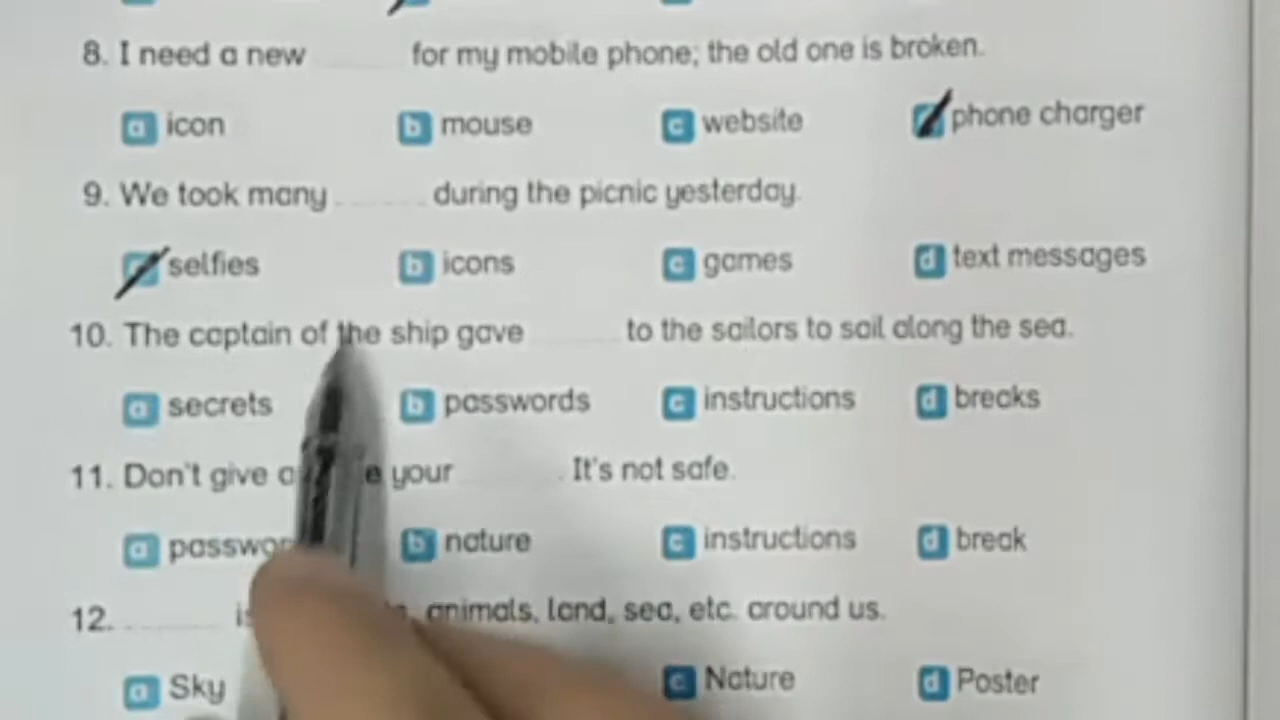 8. I need a new for my mobile phone; the old one is broken.
a icon b mouse c website phone charger
9. We took many during the picnic yesterday.
selfies b icons c games d text messages
10. The captain of the ship gave to the sailors to sail along the sea.
a secrets b passwords c instructions d breaks
11. Don't give your It's not safe.
a b nature c instructions d break
12. animals, land, sea, etc. around us.
a Sky c Nature d Poster